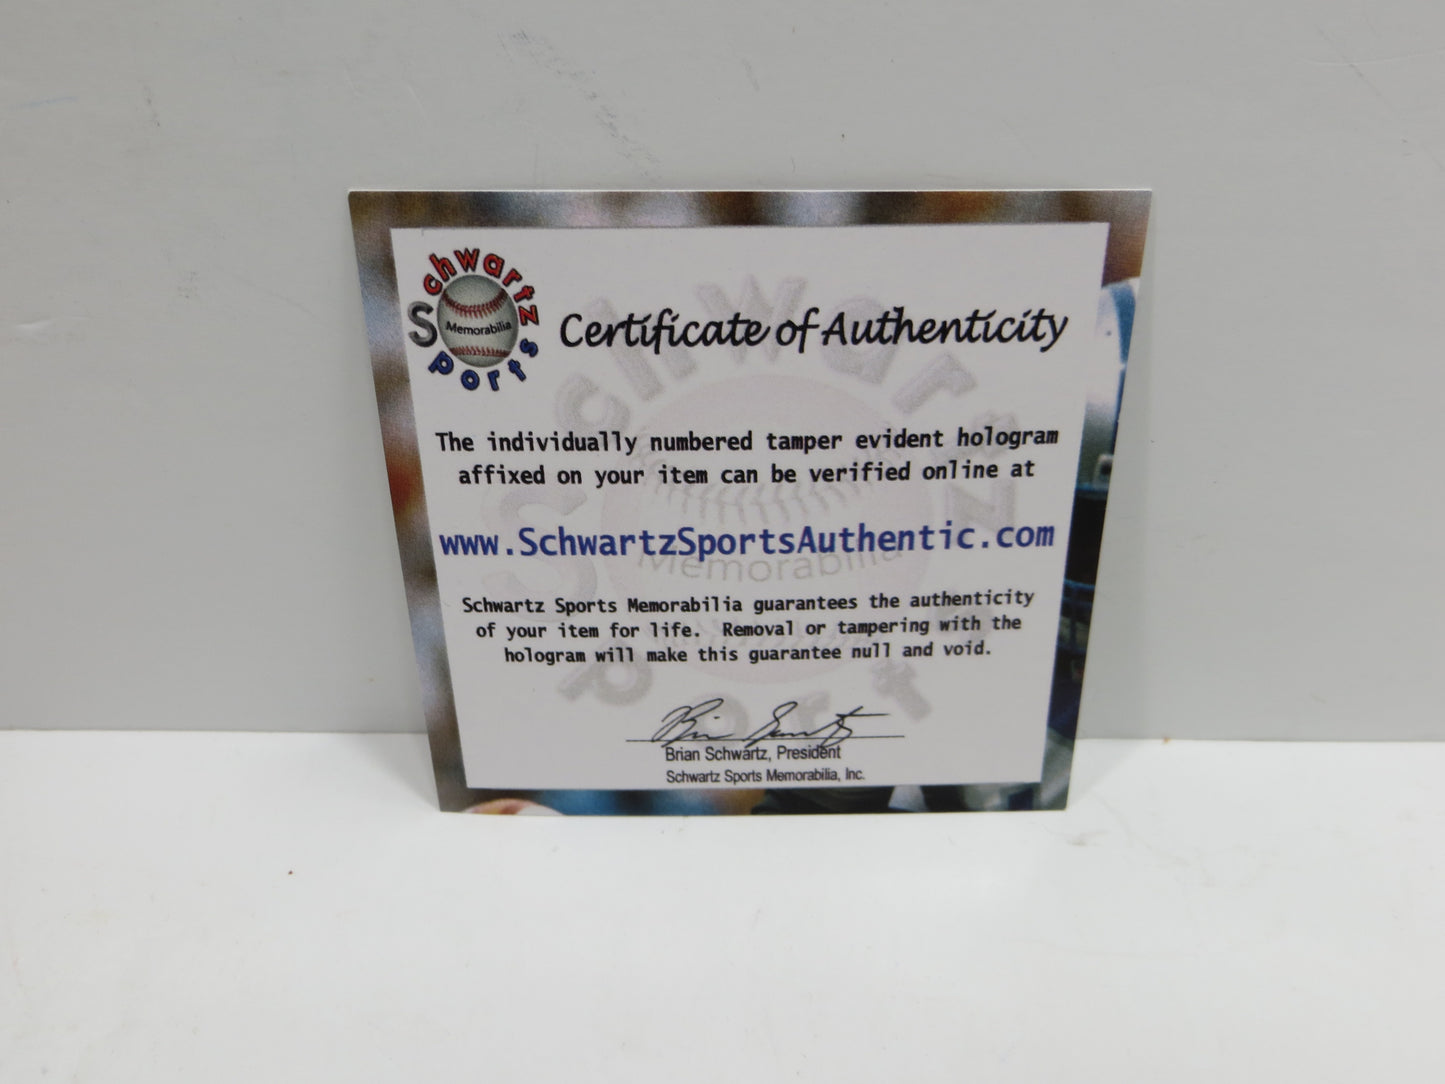 Schwartz
Sports
Memorabilia
Certificate of Authenticity
The individually numbered tamper evident hologram
affixed on your item can be verified online at
www.SchwartzSportsAuthentic.com
Schwartz Sports Memorabilia guarantees the authenticity
of your item for life. Removal or tampering with the
hologram will make this guarantee null and void.
Brian Schwartz
Brian Schwartz, President
Schwartz Sports Memorabilia, Inc.